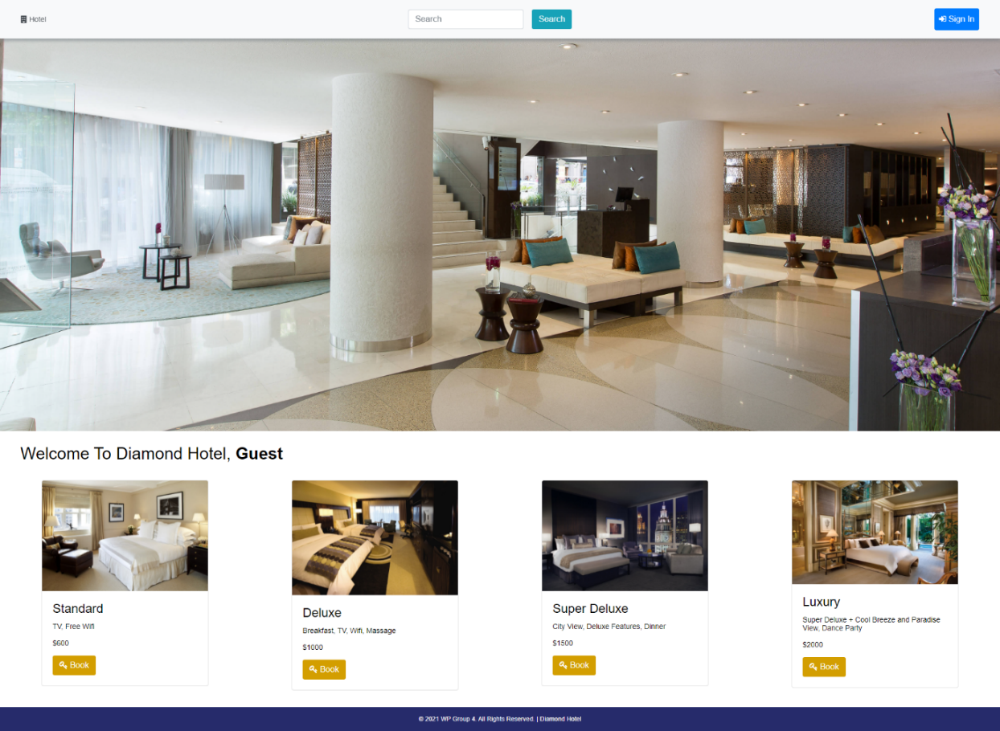 Hotel
Search
Search
Sign In
Welcome To Diamond Hotel, Guest
Standard
TV, Free Wifi
$600
Book
Deluxe
Breakfast, TV, Wifi, Massage
$1000
Book
Super Deluxe
City View, Deluxe Features, Dinner
$1500
Book
Luxury
Super Deluxe + Cool Breeze and Paradise
View, Dance Party
$2000
Book
© 2021 WP Group 4. All Rights Reserved. | Diamond Hotel